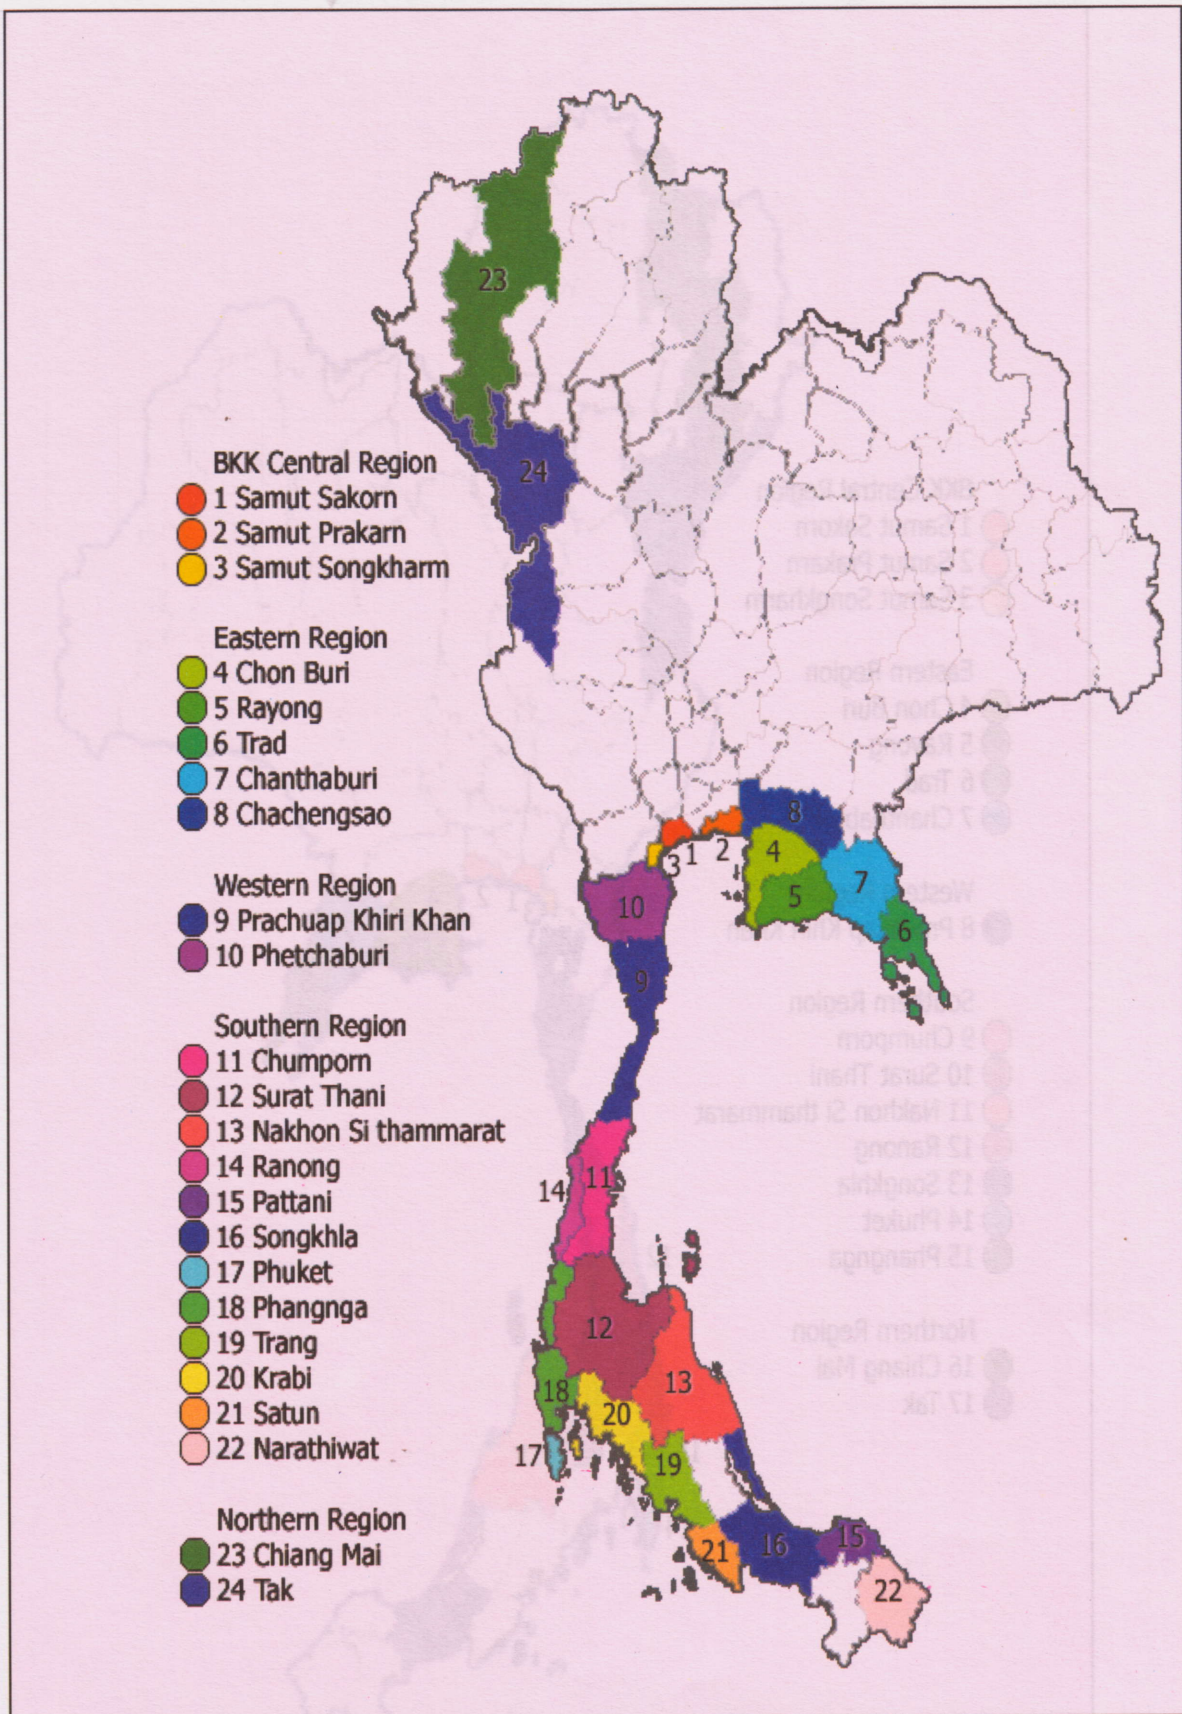 BKK Central Region
1 Samut Sakorn
2 Samut Prakarn
3 Samut Songkharm
Eastern Region
4 Chon Buri
5 Rayong
6 Trad
7 Chanthaburi
8 Chachengsao
Western Region
9 Prachuap Khiri Khan
10 Phetchaburi
Southern Region
11 Chumporn
12 Surat Thani
13 Nakhon Si thammarat
14 Ranong
15 Pattani
16 Songkhla
17 Phuket
18 Phangnga
19 Trang
20 Krabi
21 Satun
22 Narathiwat
Northern Region
23 Chiang Mai
24 Tak
23
24
8
1
2
3
4
5
7
6
10
9
11
14
12
13
18
20
17
19
16
15
21
22